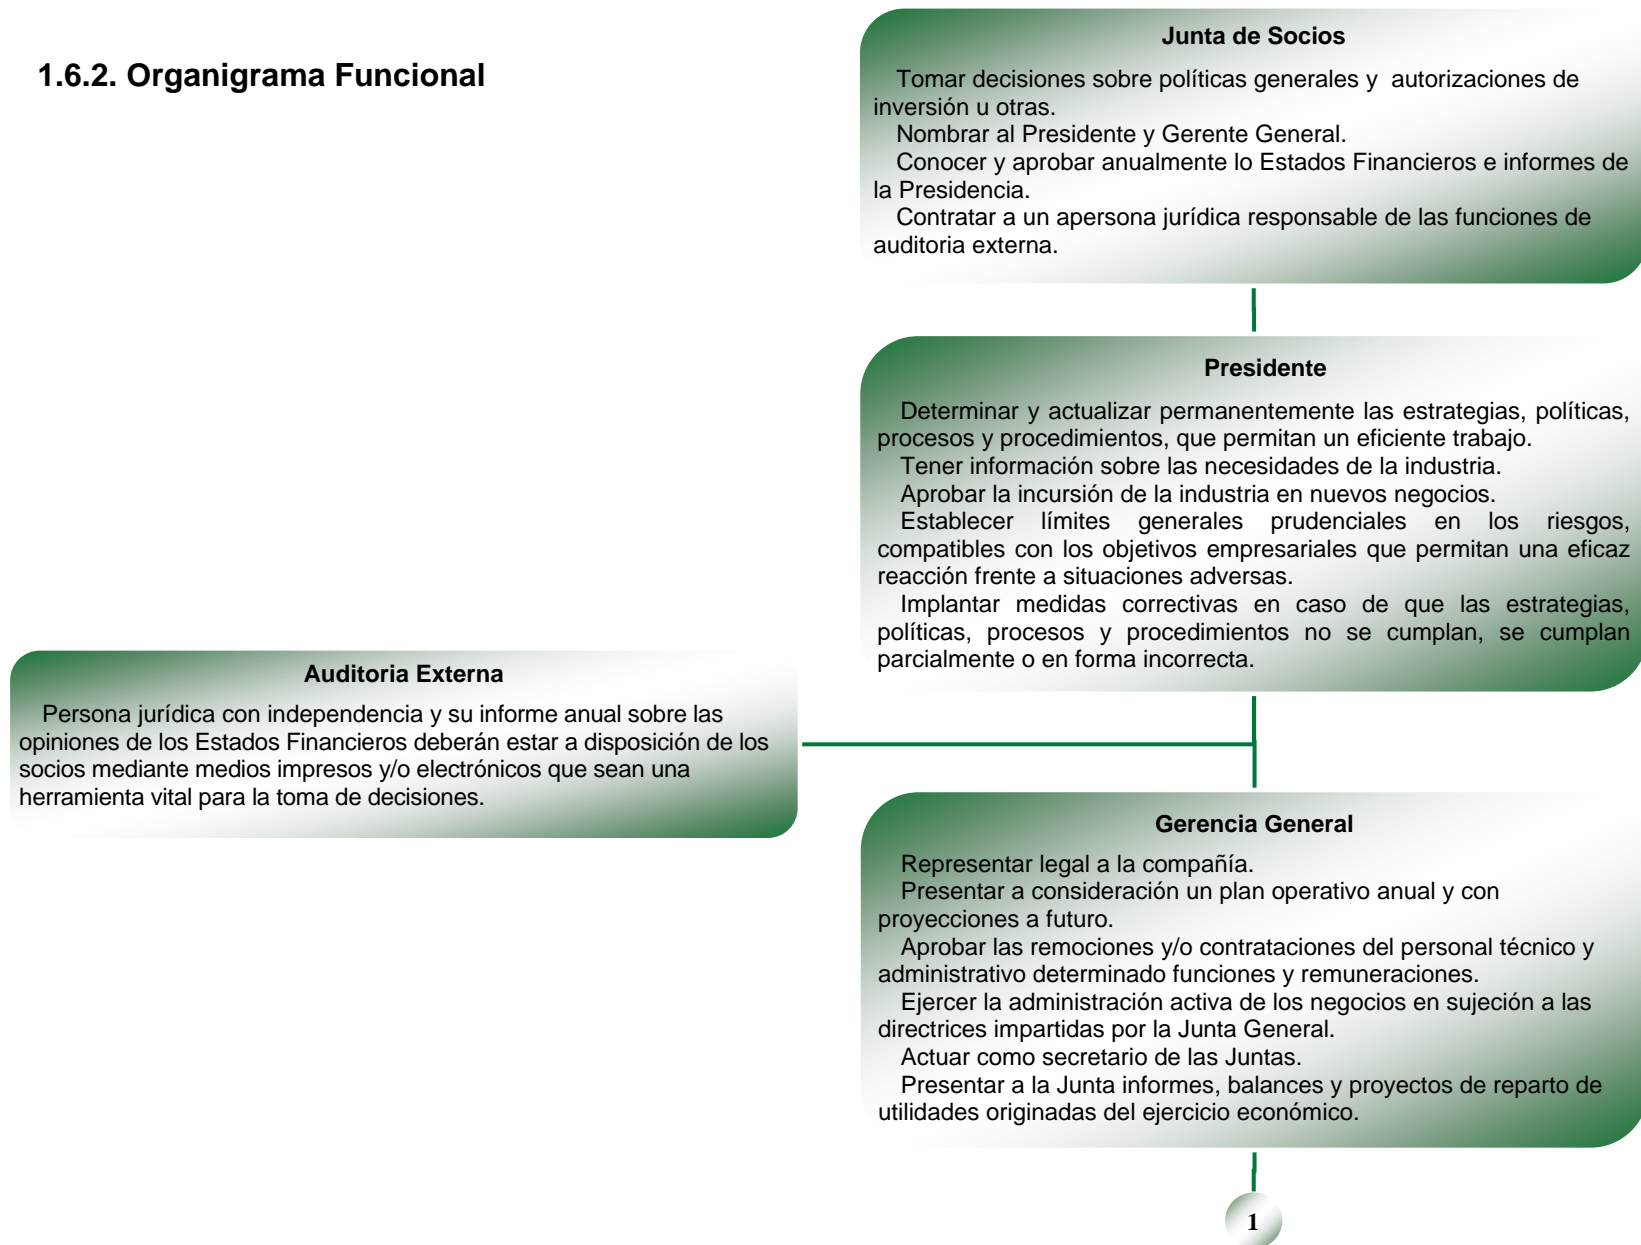 1.6.2. Organigrama Funcional
Junta de Socios
Tomar decisiones sobre políticas generales y autorizaciones de
inversión u otras.
Nombrar al Presidente y Gerente General.
Conocer y aprobar anualmente lo Estados Financieros e informes de
la Presidencia.
Contratar a un apersona jurídica responsable de las funciones de
auditoria externa.
Presidente
Determinar y actualizar permanentemente las estrategias, políticas,
procesos y procedimientos, que permitan un eficiente trabajo.
Tener información sobre las necesidades de la industria.
Aprobar la incursión de la industria en nuevos negocios.
Establecer límites generales prudenciales en los riesgos,
compatibles con los objetivos empresariales que permitan una eficaz
reacción frente a situaciones adversas.
Implantar medidas correctivas en caso de que las estrategias,
políticas, procesos y procedimientos no se cumplan, se cumplan
parcialmente o en forma incorrecta.
Auditoria Externa
Persona jurídica con independencia y su informe anual sobre las
opiniones de los Estados Financieros deberán estar a disposición de los
socios mediante medios impresos y/o electrónicos que sean una
herramienta vital para la toma de decisiones.
Gerencia General
Representar legal a la compañía.
Presentar a consideración un plan operativo anual y con
proyecciones a futuro.
Aprobar las remociones y/o contrataciones del personal técnico y
administrativo determinado funciones y remuneraciones.
Ejercer la administración activa de los negocios en sujeción a las
directrices impartidas por la Junta General.
Actuar como secretario de las Juntas.
Presentar a la Junta informes, balances y proyectos de reparto de
utilidades originadas del ejercicio económico.
1